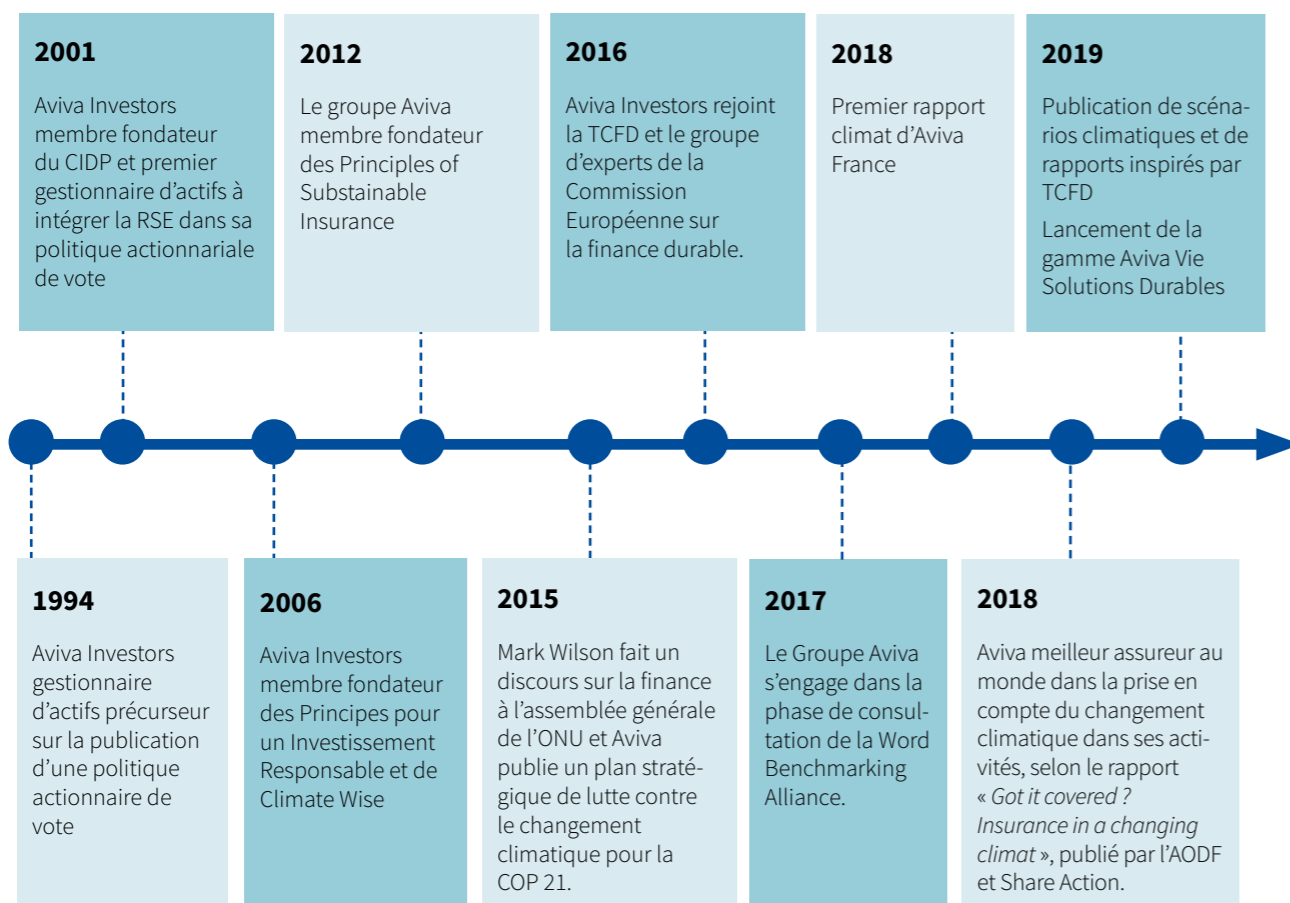 2001
Aviva Investors
membre fondateur
du CIDP et premier
gestionnaire d’actifs à
intégrer la RSE dans sa
politique actionnariale
de vote
2012
Le groupe Aviva
membre fondateur
des Principles of
Substainable
Insurance
2016
Aviva Investors rejoint
la TCFD et le groupe
d’experts de la
Commission
Européenne sur
la finance durable.
2018
Premier rapport
climat d’Aviva
France
2019
Publication de scéna-
rios climatiques et de
rapports inspirés par
TCFD
Lancement de la
gamme Aviva Vie
Solutions Durables
1994
Aviva Investors
gestionnaire
d’actifs précurseur
sur la publication
d’une politique
actionnaire de
vote
2006
Aviva Investors
membre fondateur
des Principes pour
un Investissement
Responsable et de
Climate Wise
2015
Mark Wilson fait un
discours sur la finance
à l’assemblée générale
de l’ONU et Aviva
publie un plan straté-
gique de lutte contre
le changement
climatique pour la
COP 21.
2017
Le Groupe Aviva
s’engage dans la
phase de consul-
tation de la Word
Benchmarking
Alliance.
2018
Aviva meilleur assureur au
monde dans la prise en
compte du changement
climatique dans ses acti-
vités, selon le rapport
« Got it covered ?
Insurance in a changing
climat », publié par l’AODF
et Share Action.